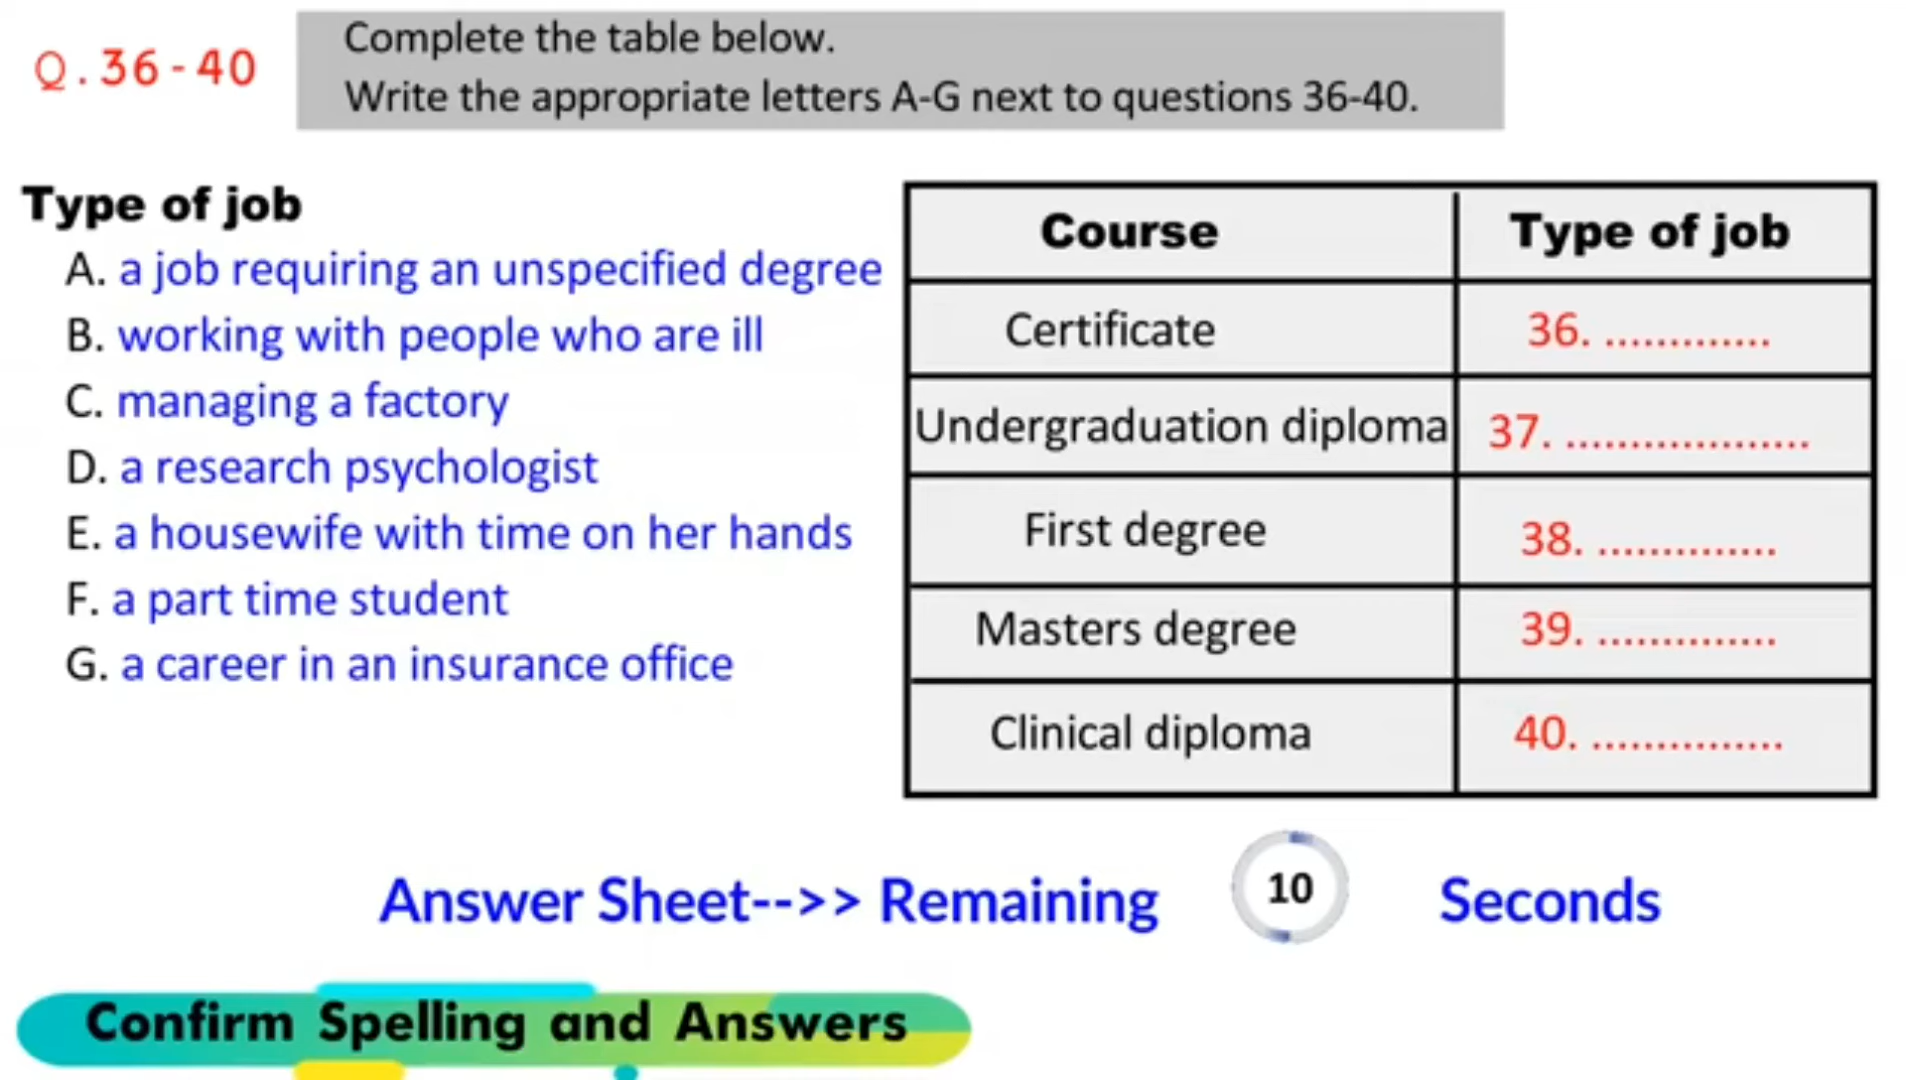 Q.36-40
Complete the table below.
Write the appropriate letters A-G next to questions 36-40.
Type of job
A. a job requiring an unspecified degree
B. working with people who are ill
C. managing a factory
D. a research psychologist
E. a housewife with time on her hands
F. a part time student
G. a career in an insurance office
Course Type of job
Certificate 36. .............
Undergraduation diploma 37. ...................
First degree 38. ..............
Masters degree 39. ..............
Clinical diploma 40. ...............
Answer Sheet-->> Remaining 10 Seconds
Confirm Spelling and Answers